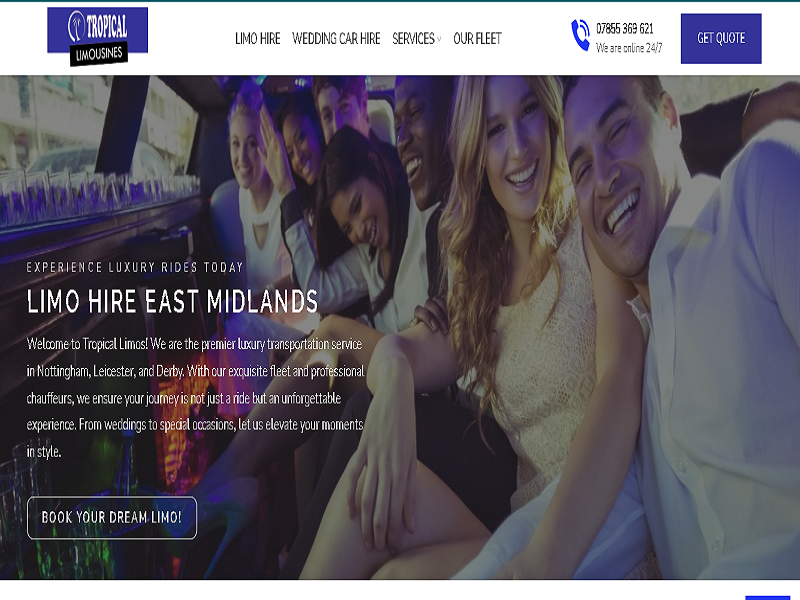 TROPICAL
LIMOUSINES
LIMO HIRE WEDDING CAR HIRE SERVICES OUR FLEET
07855 369 621
We are online 24/7
GET QUOTE
EXPERIENCE LUXURY RIDES TODAY
LIMO HIRE EAST MIDLANDS
Welcome to Tropical Limos! We are the premier luxury transportation service
in Nottingham, Leicester, and Derby. With our exquisite fleet and professional
chauffeurs, we ensure your journey is not just a ride but an unforgettable
experience. From weddings to special occasions, let us elevate your moments
in style.
BOOK YOUR DREAM LIMO!